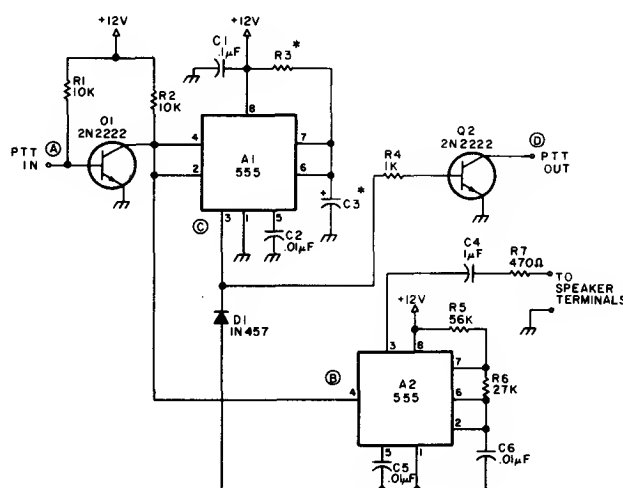 +12V
+12V
C1
.1µF
R3*
R1
10K
R2
10K
Q1
2N2222
PTT
IN
A
8
4
2
7
6
A1
555
3
1
5
C
C2
.01µF
+
C3
*
R4
1K
Q2
2N2222
D
PTT
OUT
C4
1µF
R7
470Ω
TO
SPEAKER
TERMINALS
+12V
R5
56K
D1
1N457
B
4
3
8
7
6
2
A2
555
R6
27K
5
1
C5
.01µF
C6
.01µF